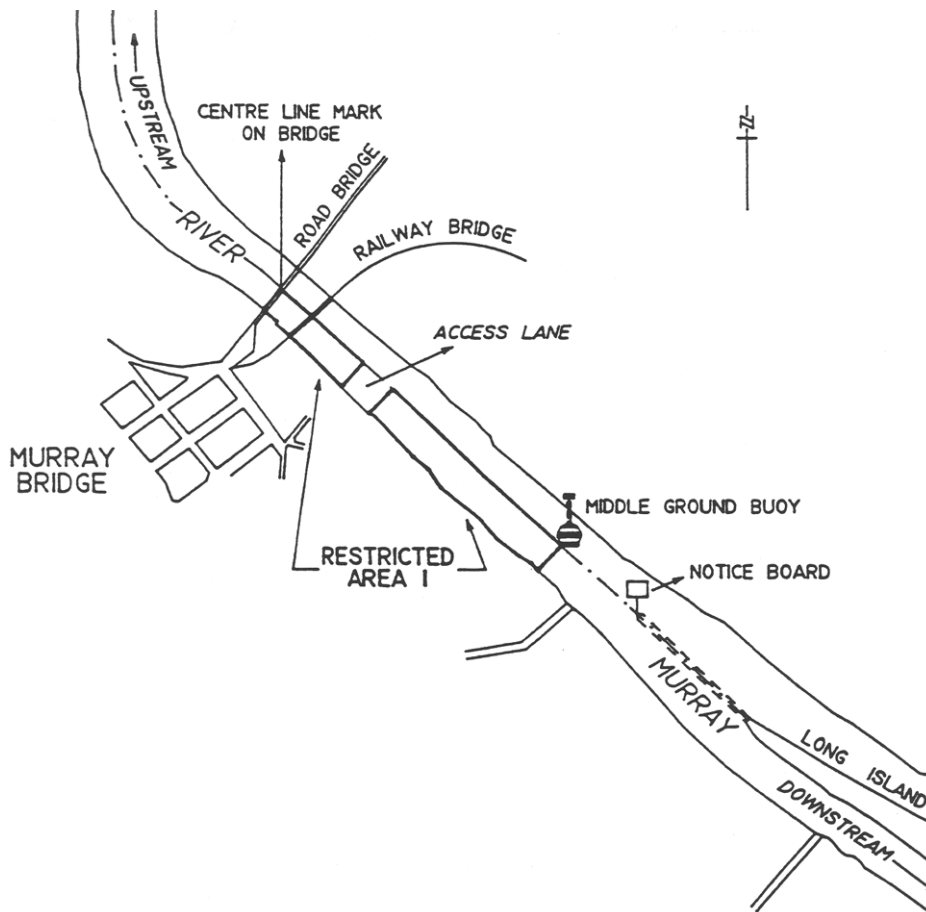 UPSTREAM
CENTRE LINE MARK
ON BRIDGE
ROAD BRIDGE
RIVER
RAILWAY BRIDGE
N
ACCESS LANE
MURRAY
BRIDGE
MIDDLE GROUND BUOY
RESTRICTED
AREA 1
NOTICE BOARD
MURRAY
LONG ISLAND
DOWNSTREAM